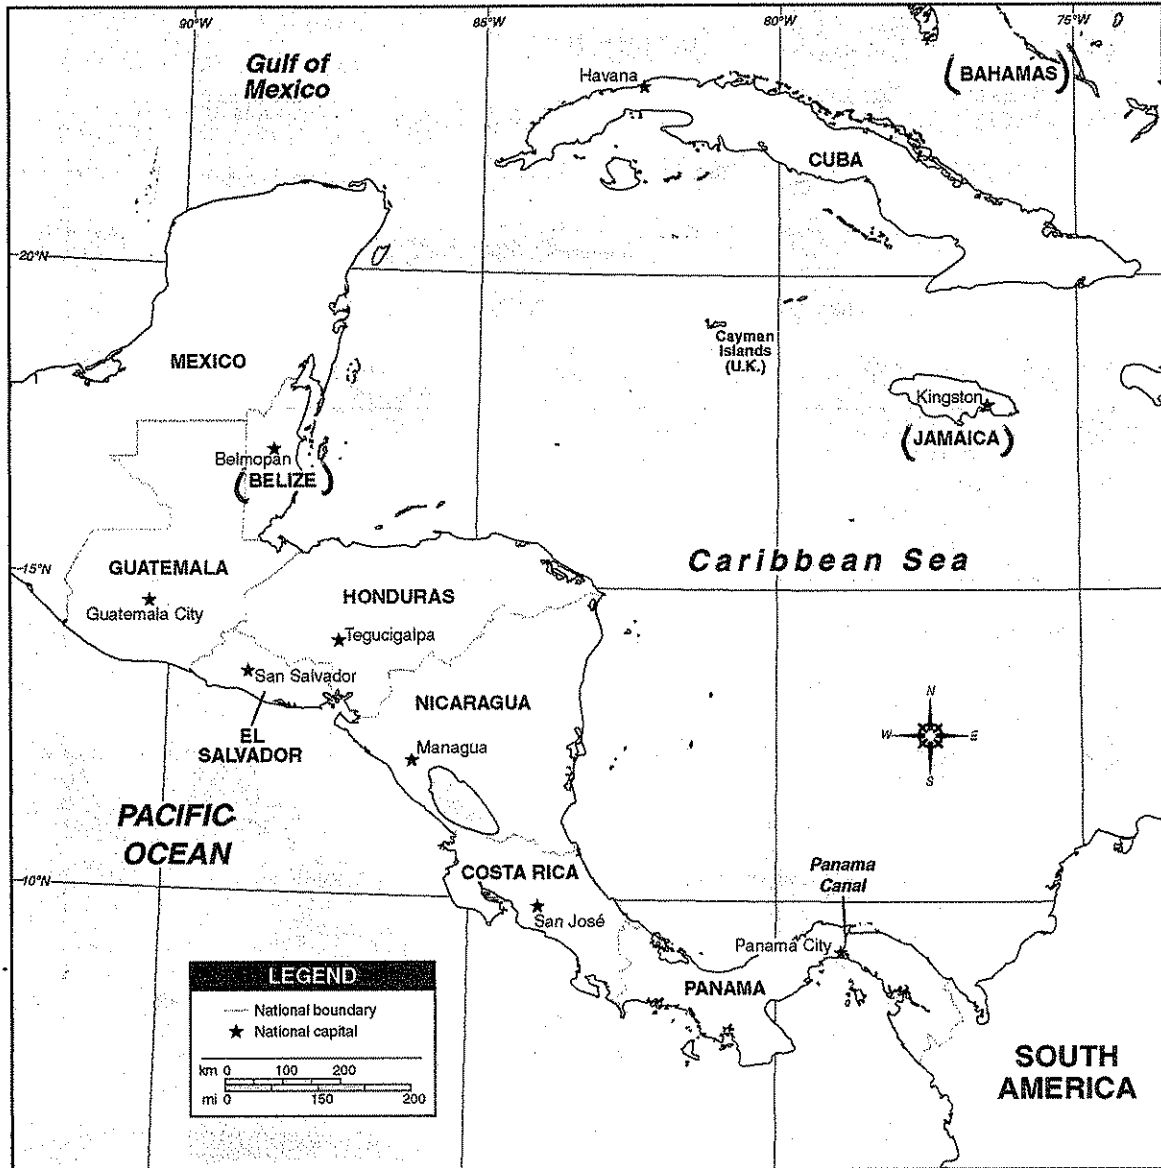 90°W
85°W
80°W
75°W
Gulf of
Mexico
Havana
(BAHAMAS)
CUBA
20°N
MEXICO
Cayman
Islands
(U.K.)
Kingston
(JAMAICA)
Belmopan
(BELIZE)
Caribbean Sea
15°N
GUATEMALA
Guatemala City
HONDURAS
Tegucigalpa
San Salvador
NICARAGUA
EL
SALVADOR
Managua
N
W
E
S
PACIFIC
OCEAN
10°N
COSTA RICA
San José
Panama
Canal
Panama City
PANAMA
LEGEND
National boundary
National capital
km 0 100 200
mi 0 150 200
SOUTH
AMERICA